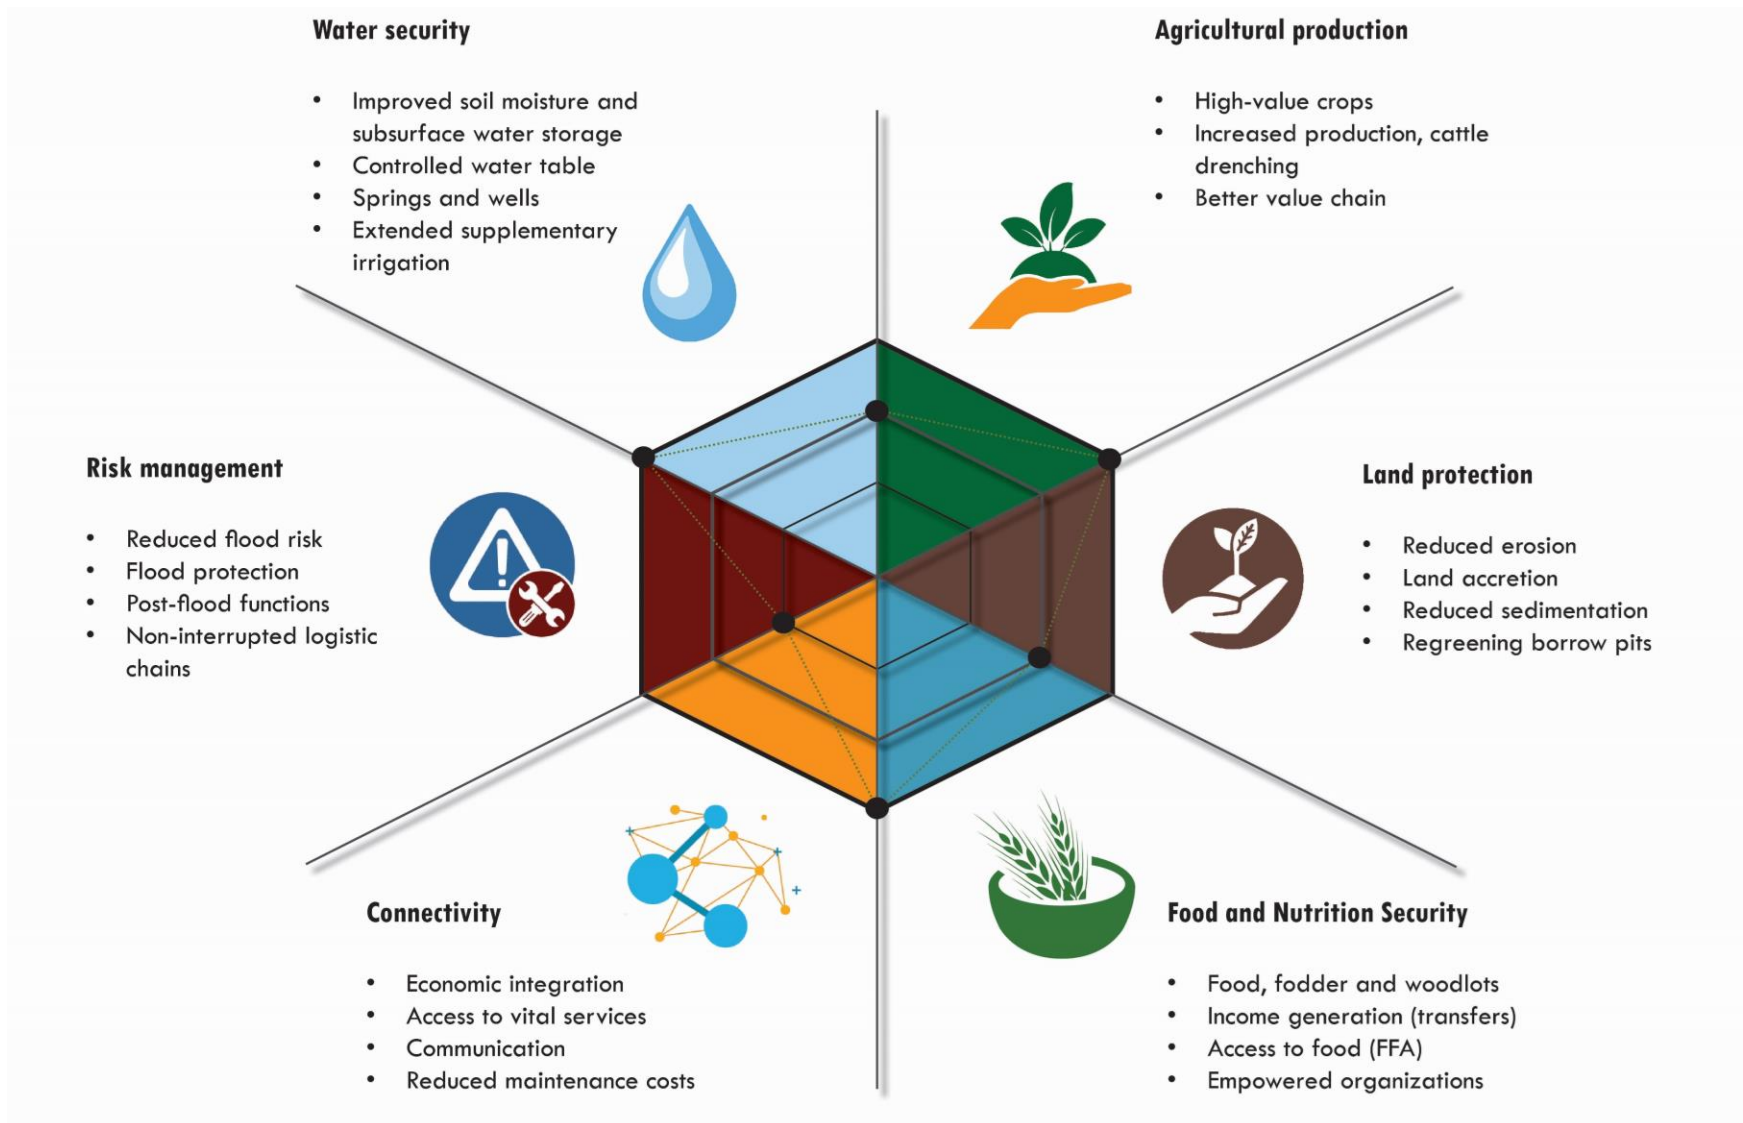 Water security
• Improved soil moisture and
subsurface water storage
• Controlled water table
• Springs and wells
• Extended supplementary
irrigation
Agricultural production
• High-value crops
• Increased production, cattle
drenching
• Better value chain
Risk management
• Reduced flood risk
• Flood protection
• Post-flood functions
• Non-interrupted logistic
chains
Land protection
• Reduced erosion
• Land accretion
• Reduced sedimentation
• Regreening borrow pits
Connectivity
• Economic integration
• Access to vital services
• Communication
• Reduced maintenance costs
Food and Nutrition Security
• Food, fodder and woodlots
• Income generation (transfers)
• Access to food (FFA)
• Empowered organizations